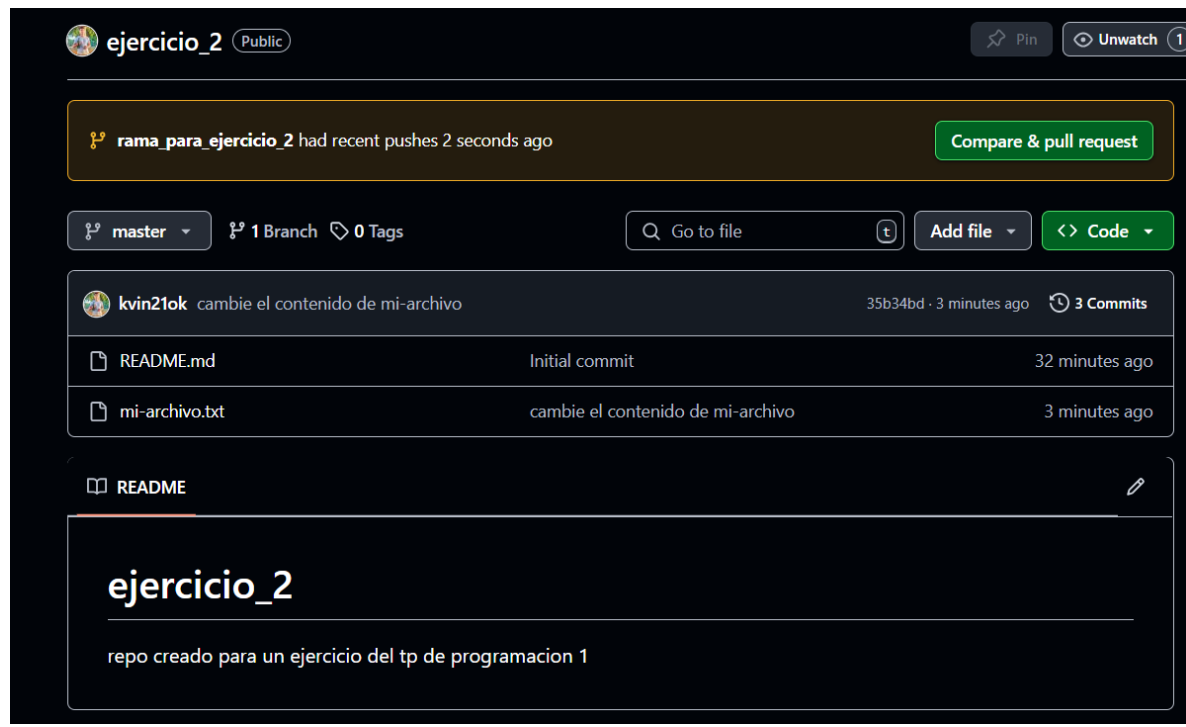 ejercicio_2 Public Pin Unwatch 1
rama_para_ejercicio_2 had recent pushes 2 seconds ago Compare & pull request
master 1 Branch 0 Tags Go to file t Add file Code
kvin21ok cambie el contenido de mi-archivo 35b34bd · 3 minutes ago 3 Commits
README.md Initial commit 32 minutes ago
mi-archivo.txt cambie el contenido de mi-archivo 3 minutes ago
README
ejercicio_2
repo creado para un ejercicio del tp de programacion 1